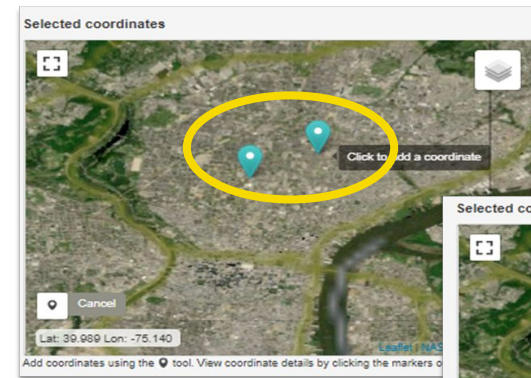 Selected coordinates
Click to add a coordinate
Selected co
Cancel
Lat: 39.989 Lon: -75.140
Leaflet | NAS
Add coordinates using the tool. View coordinate details by clicking the markers o